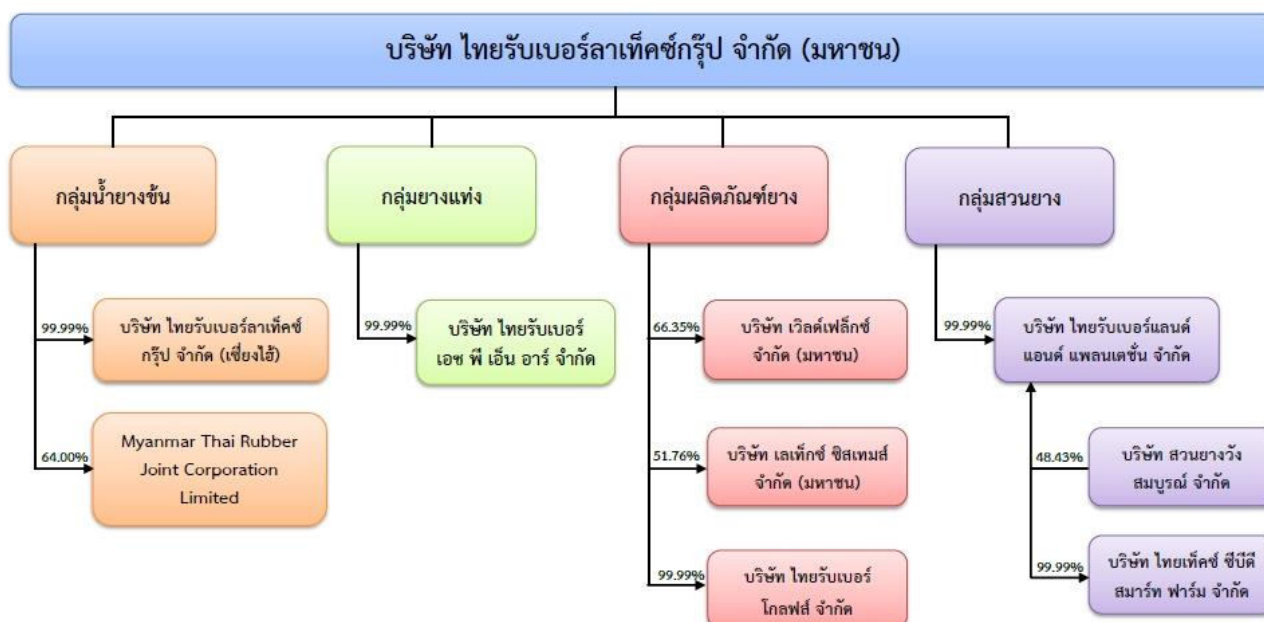 บริษัท ไทยรับเบอร์ลาเท็คซ์กรุ๊ป จำกัด (มหาชน)
กลุ่มน้ำยางข้น
กลุ่มยางแท่ง
กลุ่มผลิตภัณฑ์ยาง
กลุ่มสวนยาง
99.99%
บริษัท ไทยรับเบอร์ลาเท็คซ์
กรุ๊ป จำกัด (เซี่ยงไฮ้)
64.00%
Myanmar Thai Rubber
Joint Corporation
Limited
99.99%
บริษัท ไทยรับเบอร์
เอช พี เอ็น อาร์ จำกัด
66.35%
บริษัท เวิลด์เฟล็กซ์
จำกัด (มหาชน)
51.76%
บริษัท เลเท็กซ์ ซิสเทมส์
จำกัด (มหาชน)
99.99%
บริษัท ไทยรับเบอร์
โกลฟส์ จำกัด
99.99%
บริษัท ไทยรับเบอร์แลนด์
แอนด์ แพลนเตชั่น จำกัด
48.43%
บริษัท สวนยางวัง
สมบูรณ์ จำกัด
99.99%
บริษัท ไทยเท็คซ์ ซีบีดี
สมาร์ท ฟาร์ม จำกัด